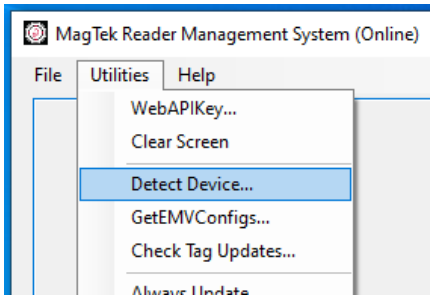 MagTek Reader Management System (Online)
File Utilities Help
WebAPIKey...
Clear Screen
Detect Device...
GetEMVConfigs...
Check Tag Updates...
Always Update